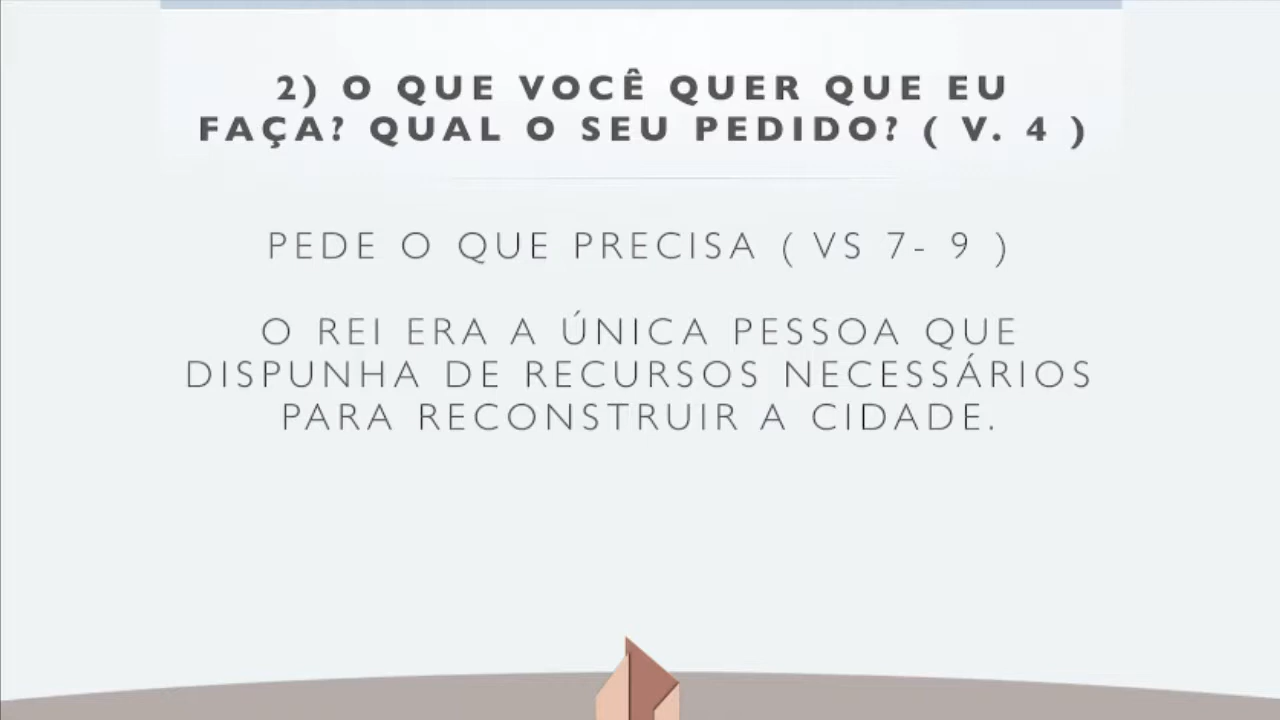 2) O QUE VOCÊ QUER QUE EU
FAÇA? QUAL O SEU PEDIDO? ( V. 4 )
PEDE O QUE PRECISA ( VS 7- 9 )
O REI ERA A ÚNICA PESSOA QUE
DISPUNHA DE RECURSOS NECESSÁRIOS
PARA RECONSTRUIR A CIDADE.